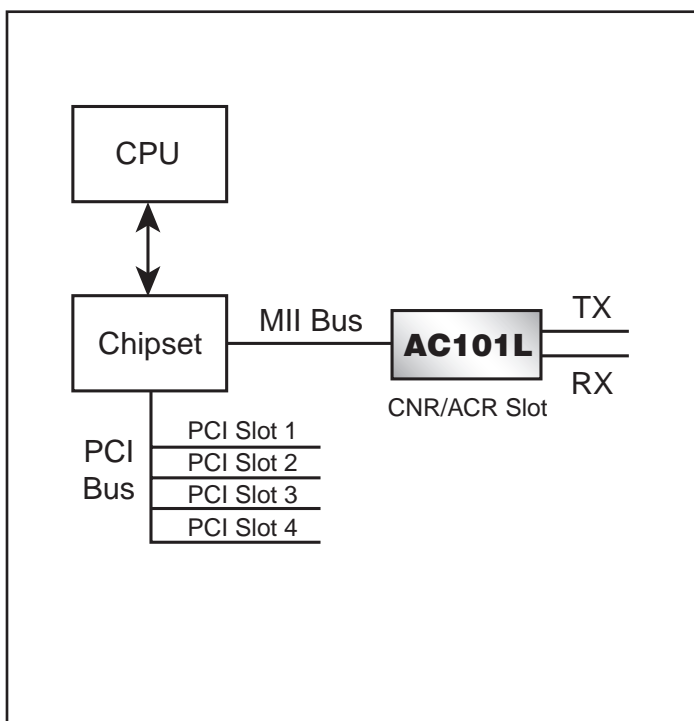 CPU
Chipset
MII Bus
AC101L
TX
RX
CNR/ACR Slot
PCI
Bus
PCI Slot 1
PCI Slot 2
PCI Slot 3
PCI Slot 4